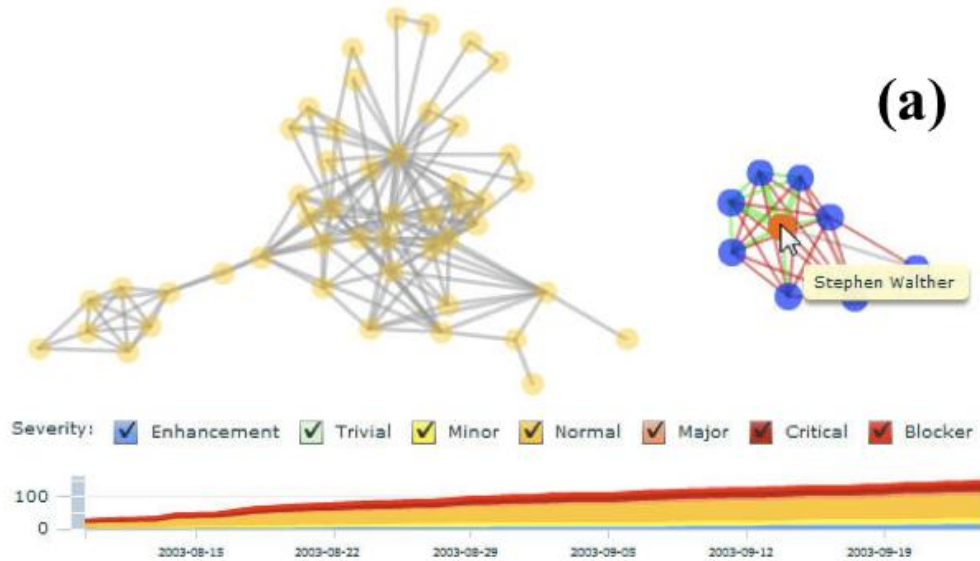 (a)
Stephen Walther
Severity: Enhancement Trivial Minor Normal Major Critical Blocker
100
0
2003-08-15 2003-08-22 2003-08-29 2003-09-05 2003-09-12 2003-09-19